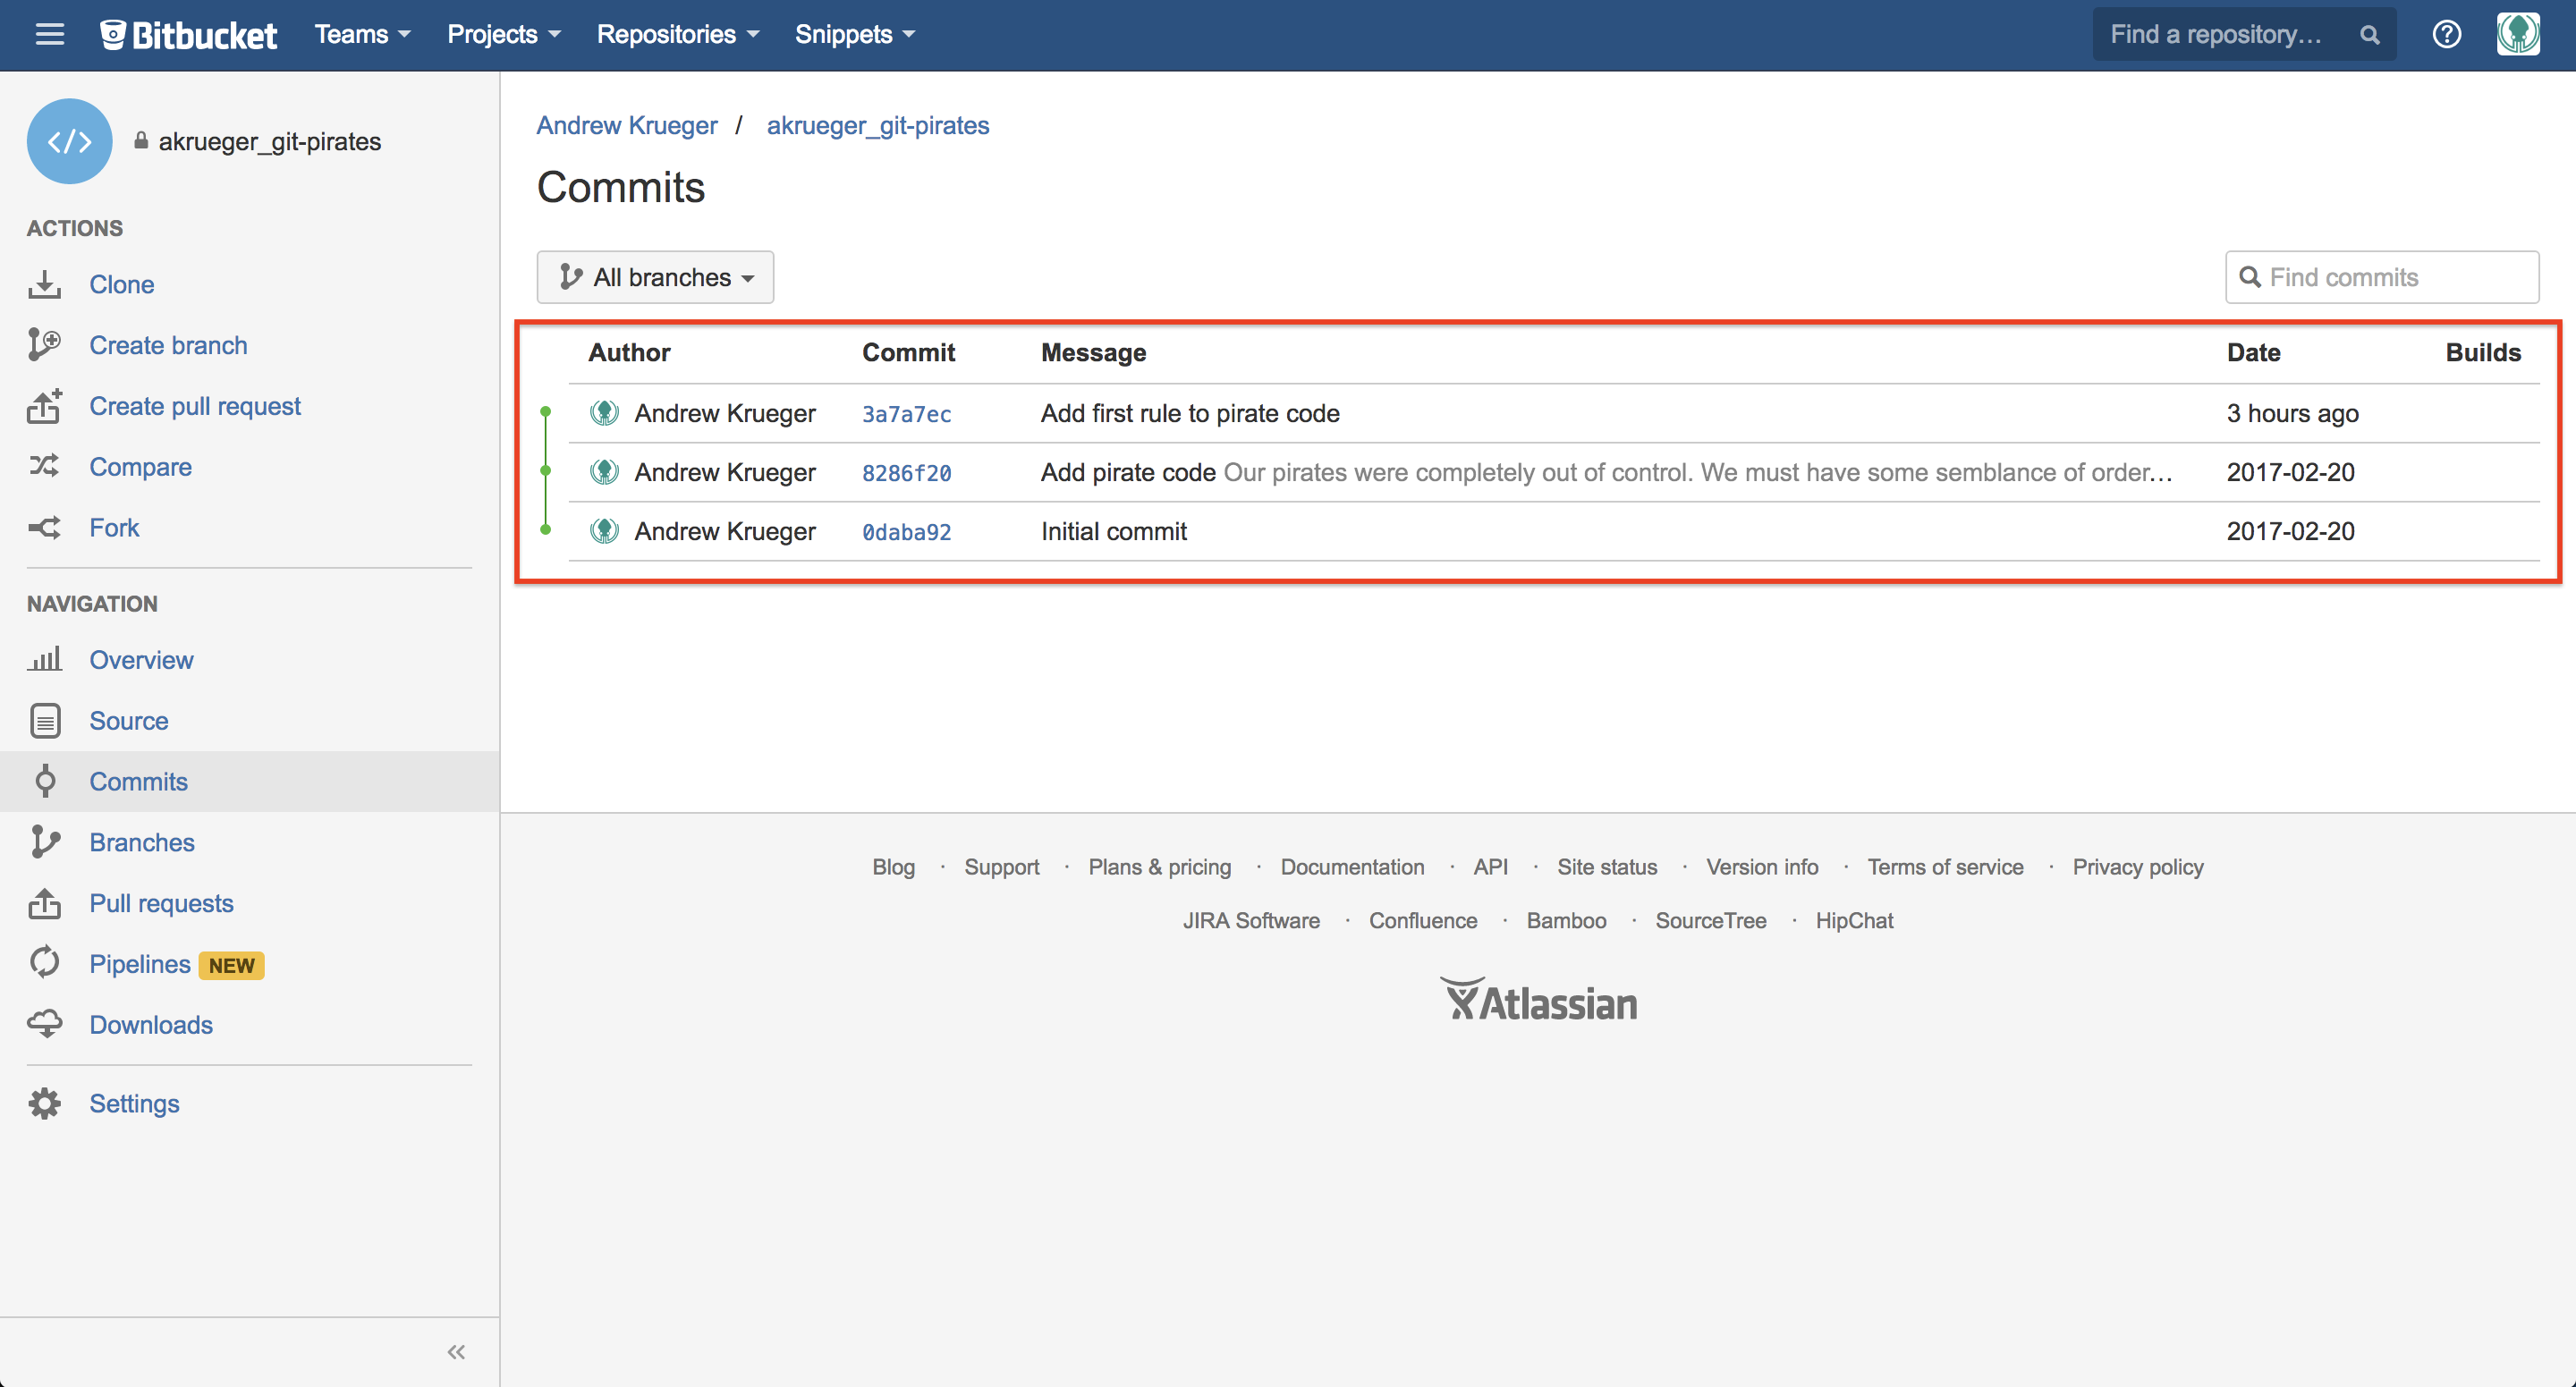 Bitbucket Teams Projects Repositories Snippets Find a repository...
akrueger_git-pirates
ACTIONS
Clone
Create branch
Create pull request
Compare
Fork
NAVIGATION
Overview
Source
Commits
Branches
Pull requests
Pipelines NEW
Downloads
Settings
Andrew Krueger / akrueger_git-pirates
Commits
All branches Find commits
Author Commit Message Date Builds
Andrew Krueger 3a7a7ec Add first rule to pirate code 3 hours ago
Andrew Krueger 8286f20 Add pirate code Our pirates were completely out of control. We must have some semblance of order... 2017-02-20
Andrew Krueger 0daba92 Initial commit 2017-02-20
Blog · Support · Plans & pricing · Documentation · API · Site status · Version info · Terms of service · Privacy policy
JIRA Software · Confluence · Bamboo · SourceTree · HipChat
Atlassian